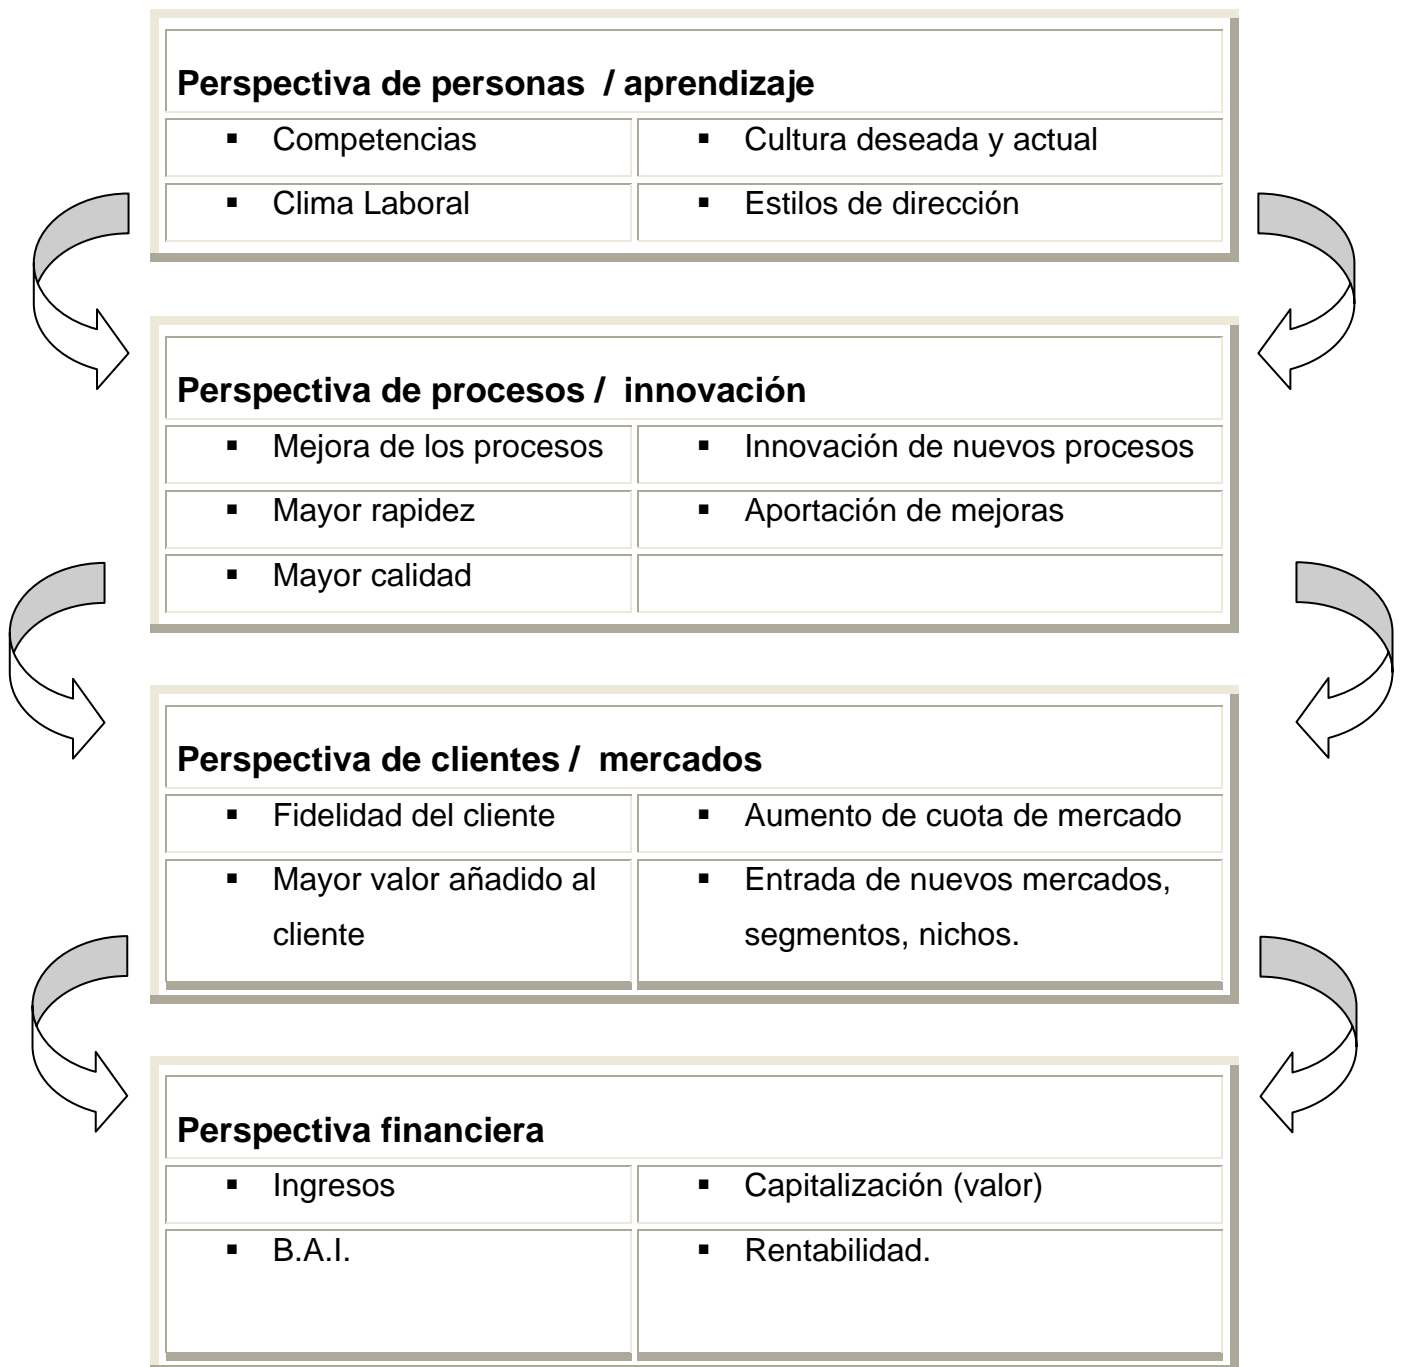 Perspectiva de personas / aprendizaje
▪ Competencias
▪ Cultura deseada y actual
▪ Clima Laboral
▪ Estilos de dirección
Perspectiva de procesos / innovación
▪ Mejora de los procesos
▪ Innovación de nuevos procesos
▪ Mayor rapidez
▪ Aportación de mejoras
▪ Mayor calidad
Perspectiva de clientes / mercados
▪ Fidelidad del cliente
▪ Aumento de cuota de mercado
▪ Mayor valor añadido al
cliente
▪ Entrada de nuevos mercados,
segmentos, nichos.
Perspectiva financiera
▪ Ingresos
▪ Capitalización (valor)
▪ B.A.I.
▪ Rentabilidad.